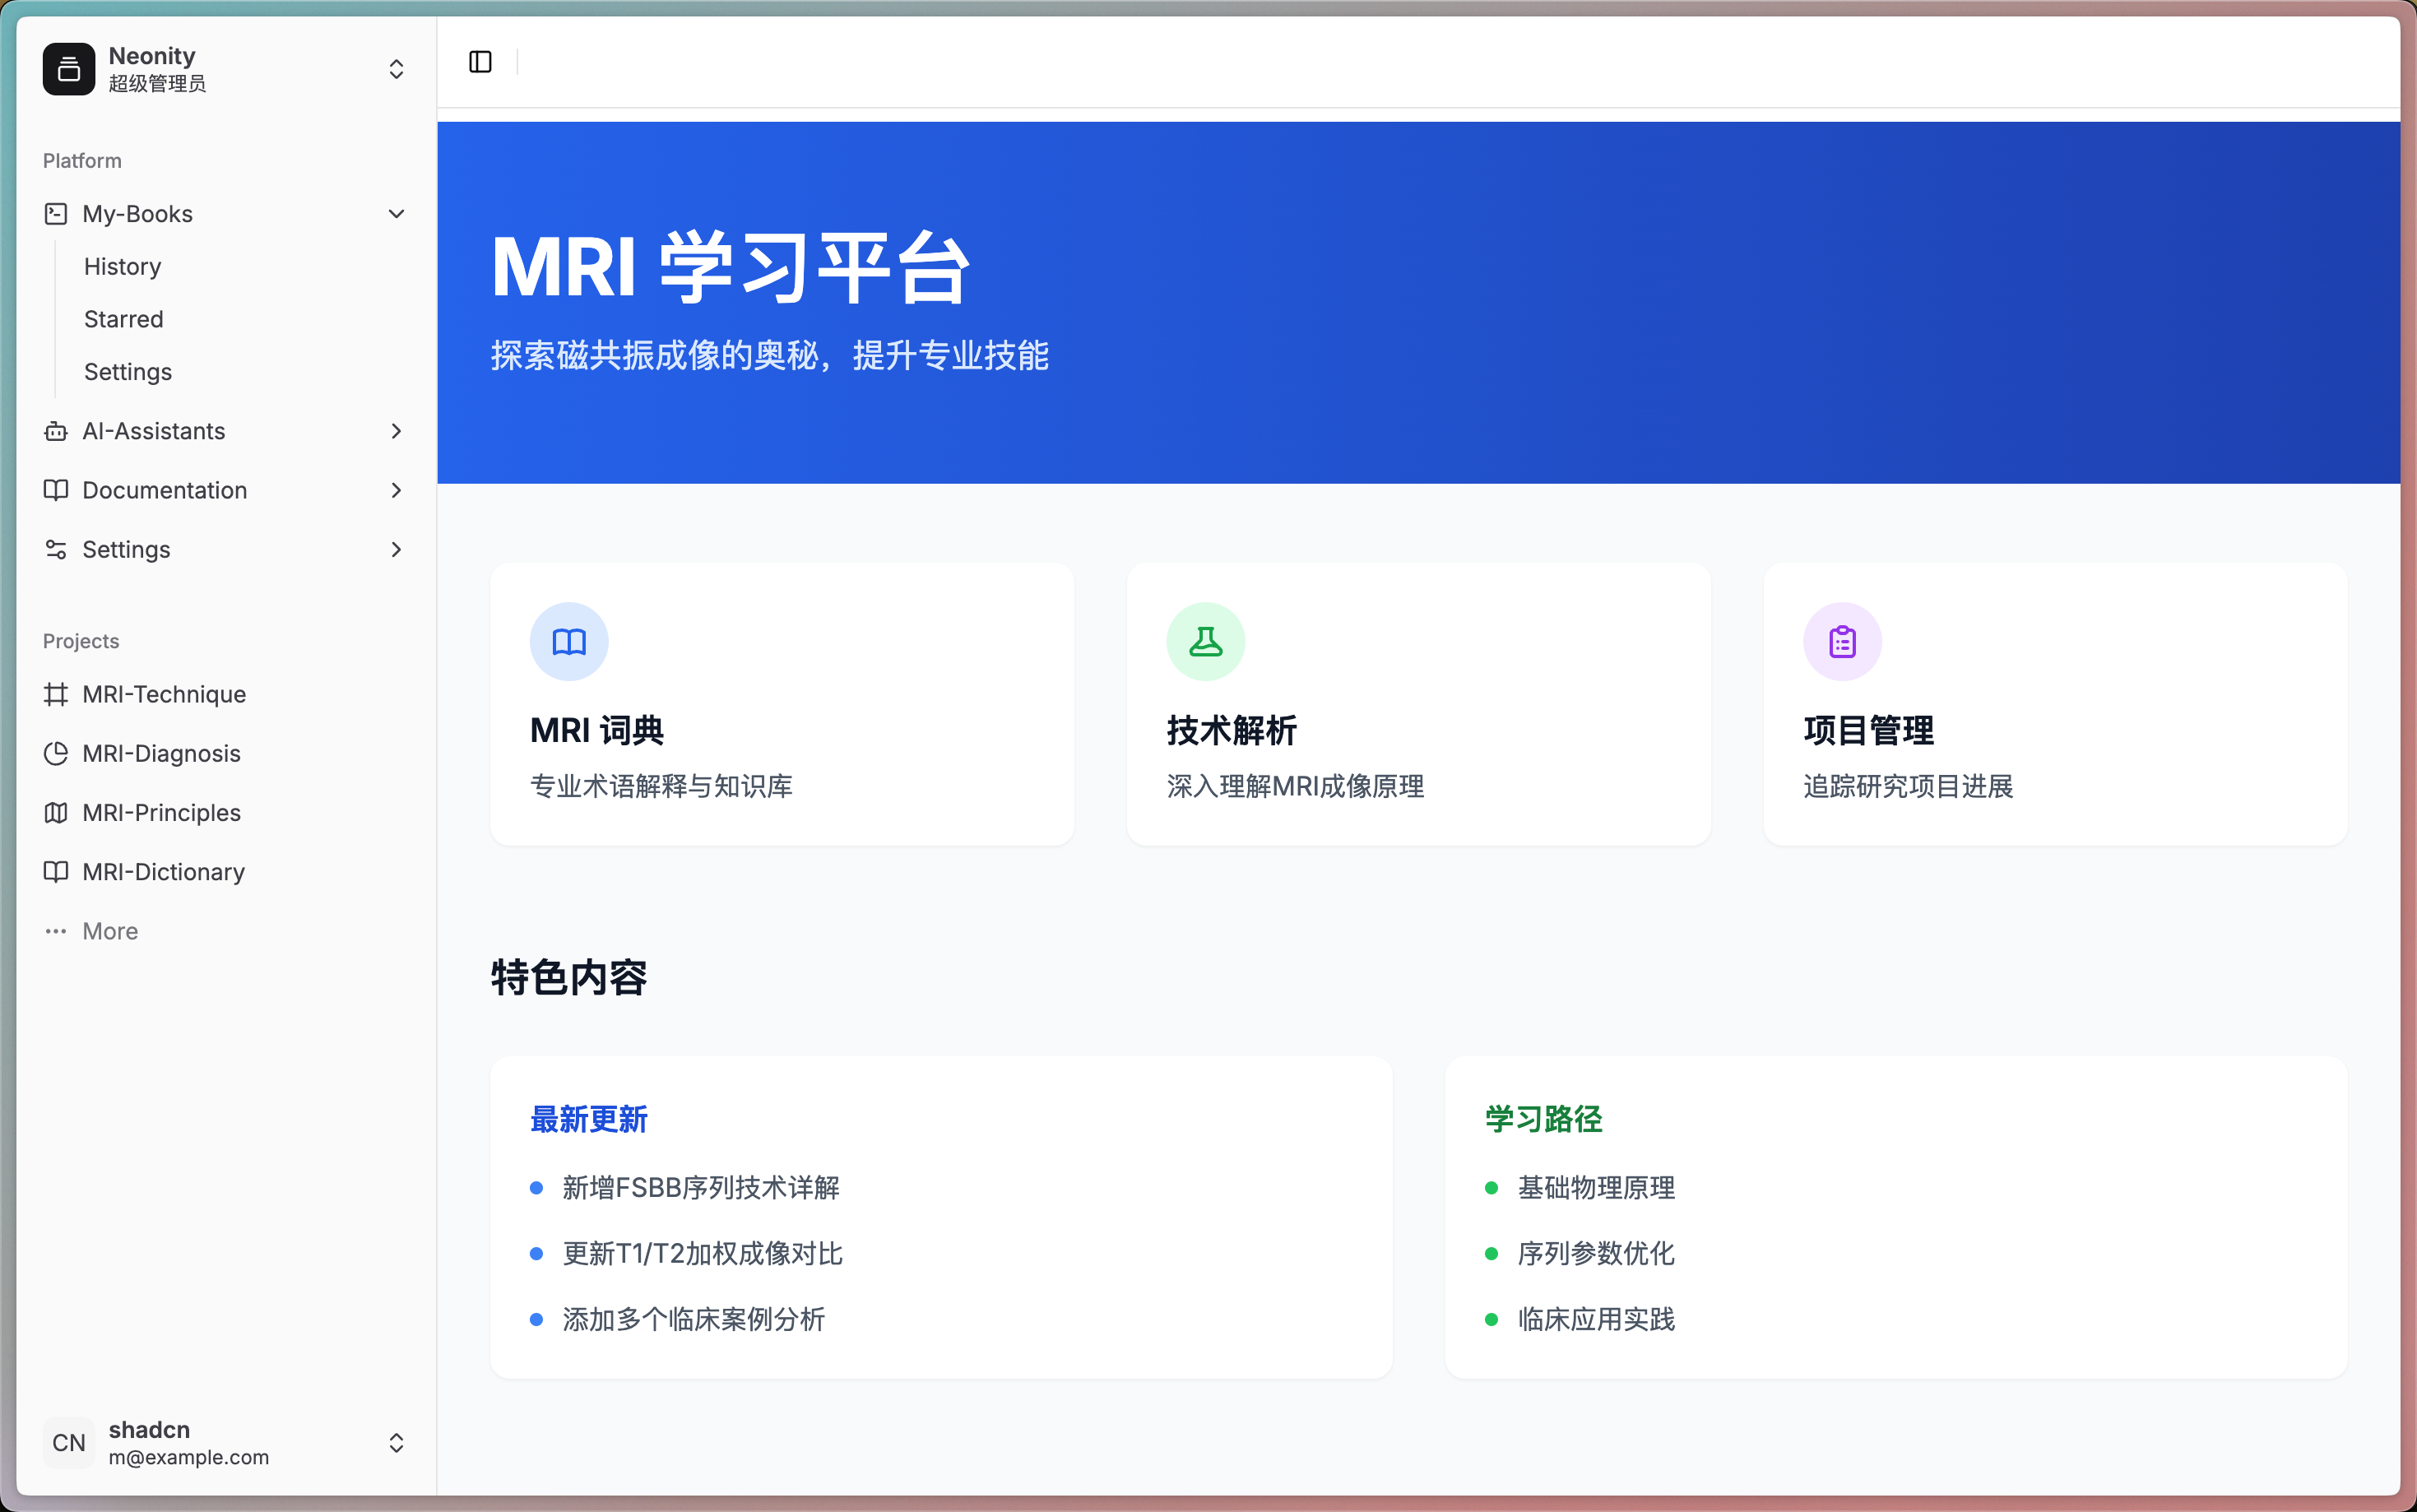 Neonity
超级管理员
Platform
My-Books
History
Starred
Settings
AI-Assistants
Documentation
Settings
Projects
MRI-Technique
MRI-Diagnosis
MRI-Principles
MRI-Dictionary
More
CN
shadcn
m@example.com
MRI 学习平台
探索磁共振成像的奥秘，提升专业技能
MRI 词典
专业术语解释与知识库
技术解析
深入理解MRI成像原理
项目管理
追踪研究项目进展
特色内容
最新更新
新增FSBB序列技术详解
更新T1/T2加权成像对比
添加多个临床案例分析
学习路径
基础物理原理
序列参数优化
临床应用实践